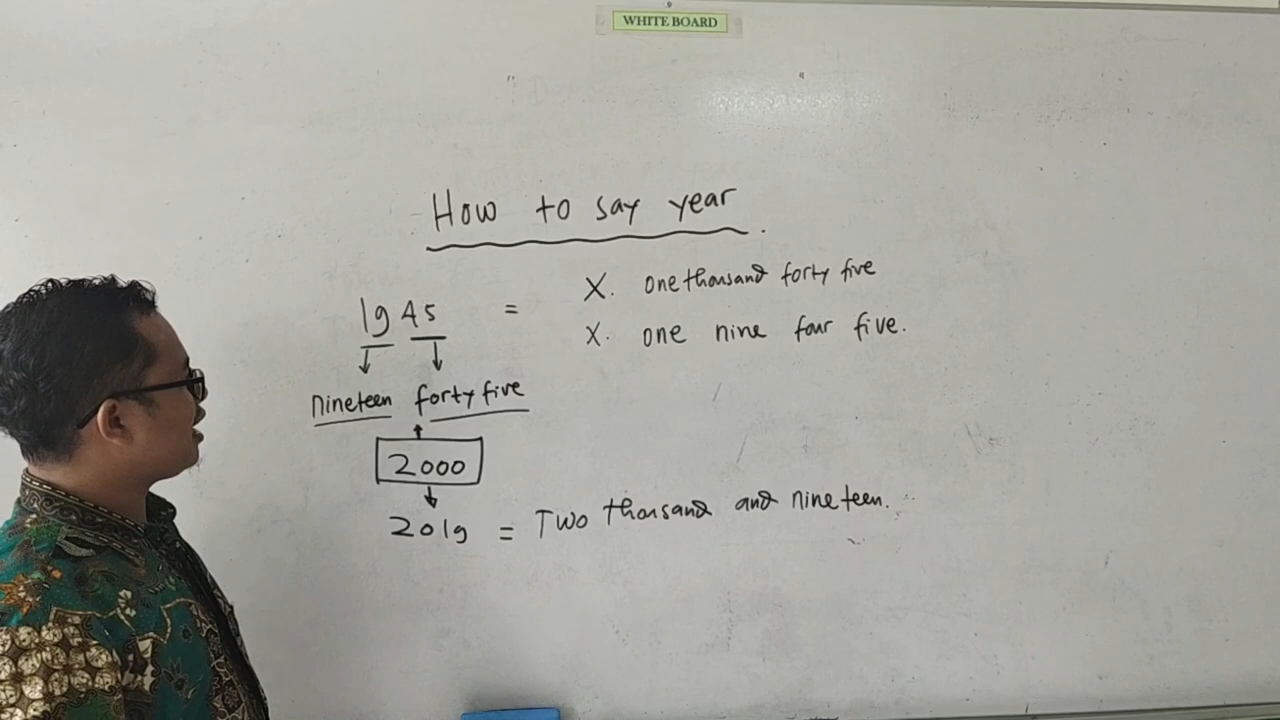 WHITE BOARD
How to say year.
1945 = X. one thousand forty five
X. one nine four five.
nineteen forty five
2000
2019 = Two thousand and nineteen.